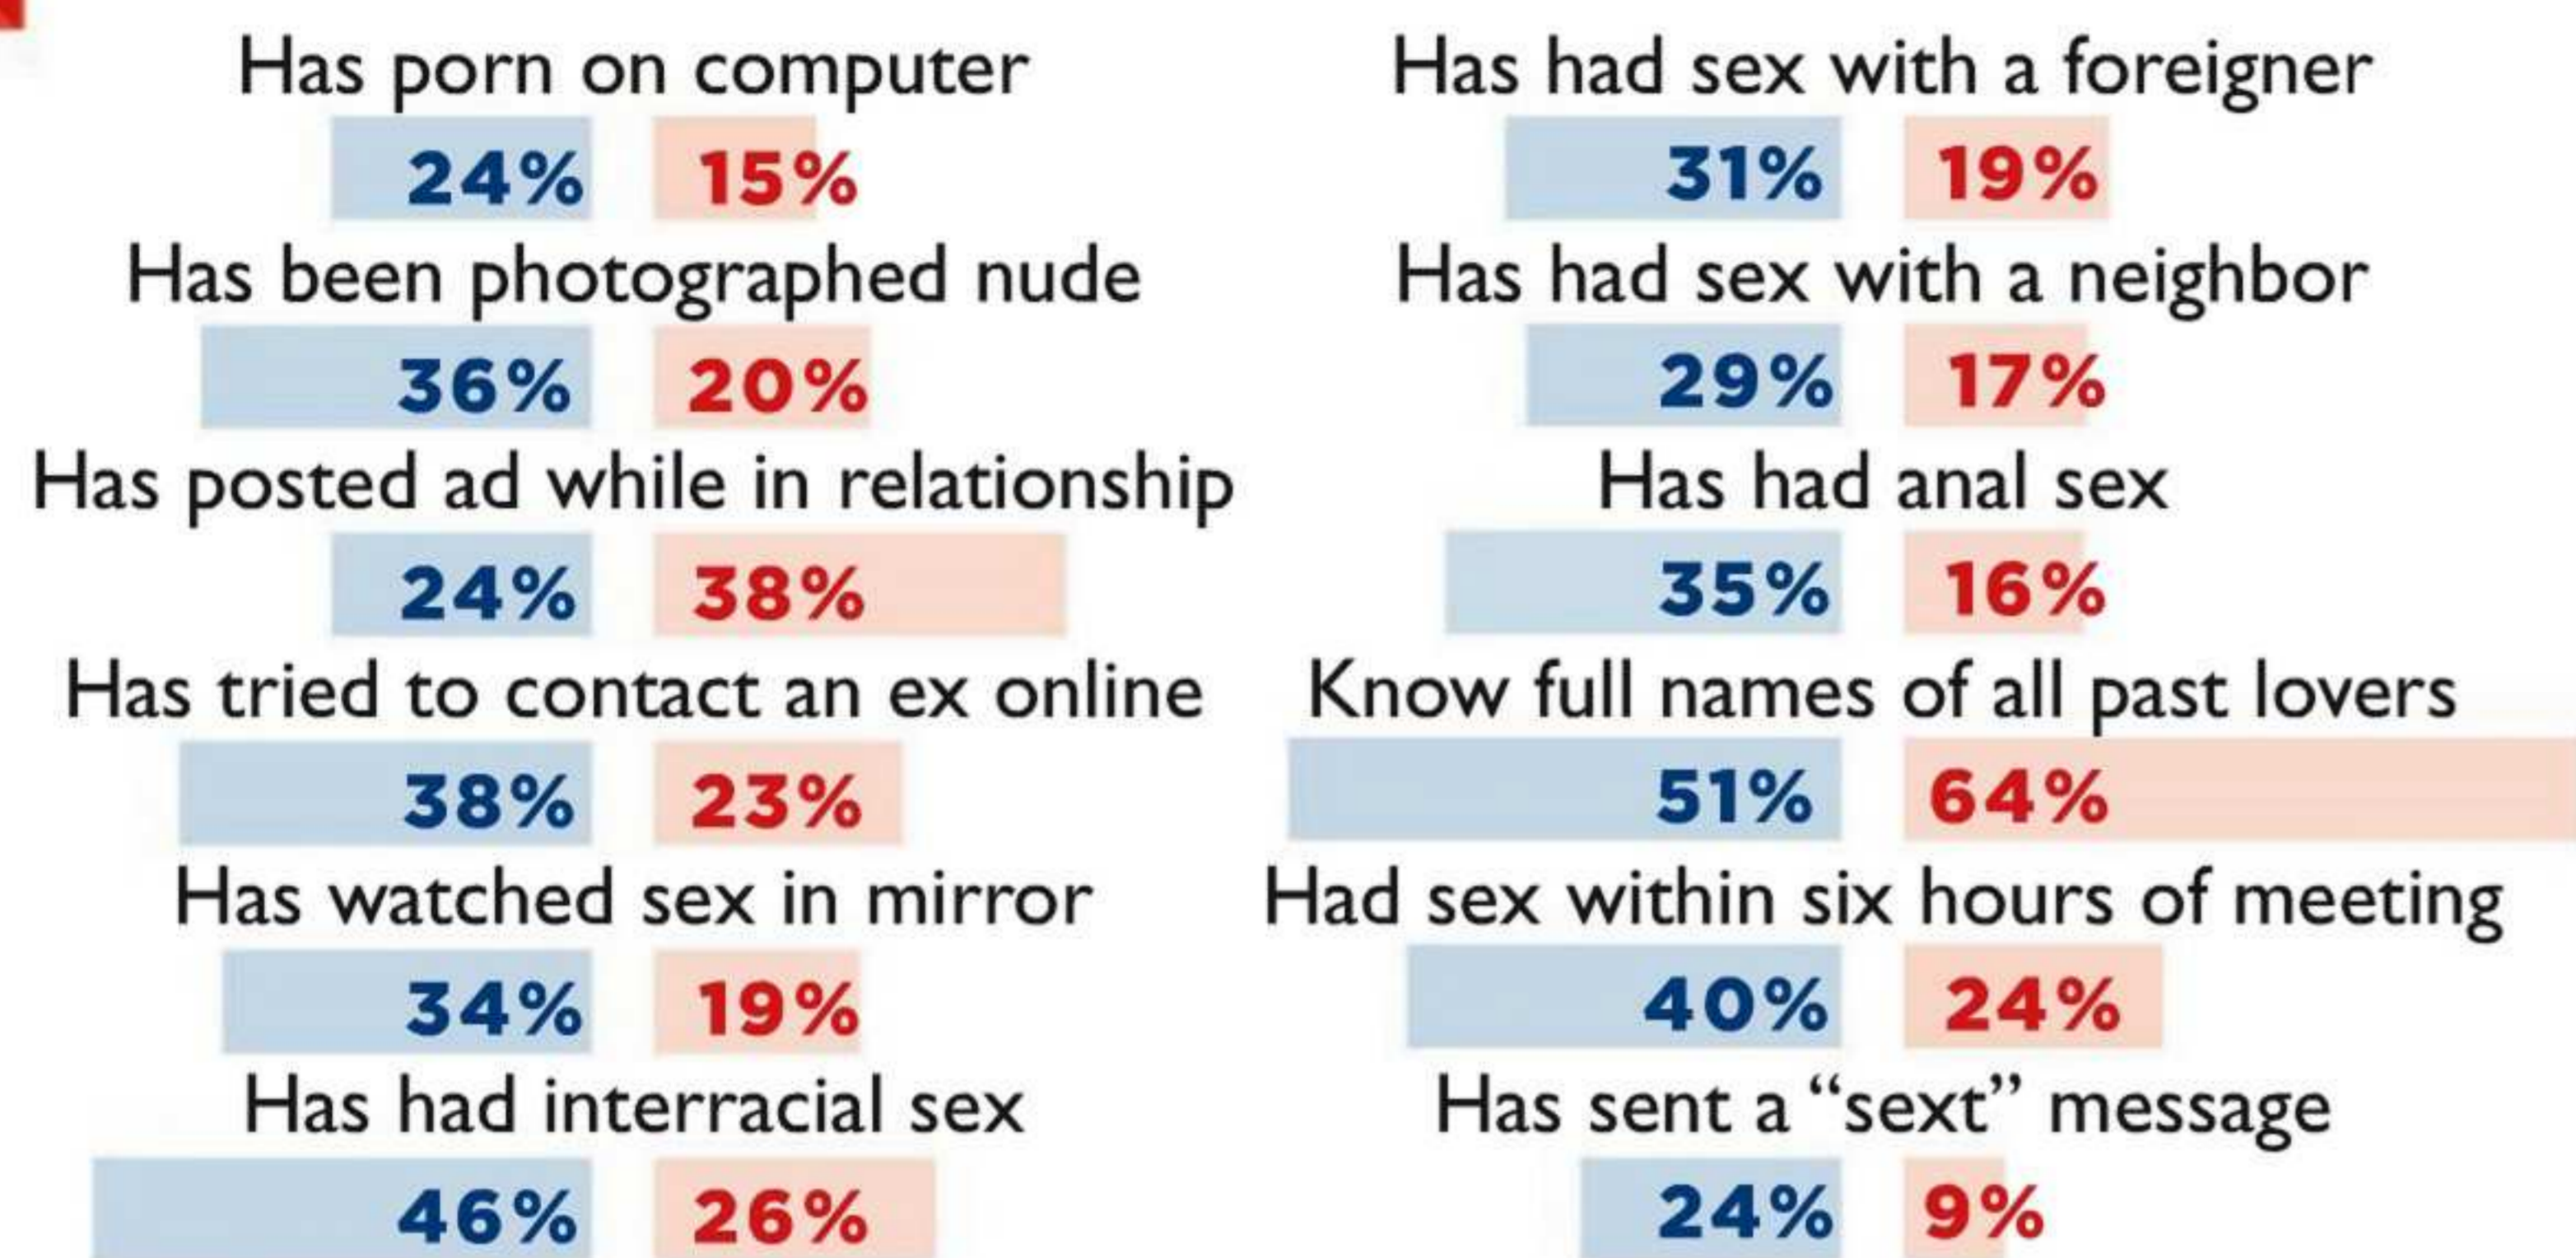 Has porn on computer
24% 15%
Has been photographed nude
36% 20%
Has posted ad while in relationship
24% 38%
Has tried to contact an ex online
38% 23%
Has watched sex in mirror
34% 19%
Has had interracial sex
46% 26%
Has had sex with a foreigner
31% 19%
Has had sex with a neighbor
29% 17%
Has had anal sex
35% 16%
Know full names of all past lovers
51% 64%
Had sex within six hours of meeting
40% 24%
Has sent a “sext” message
24% 9%